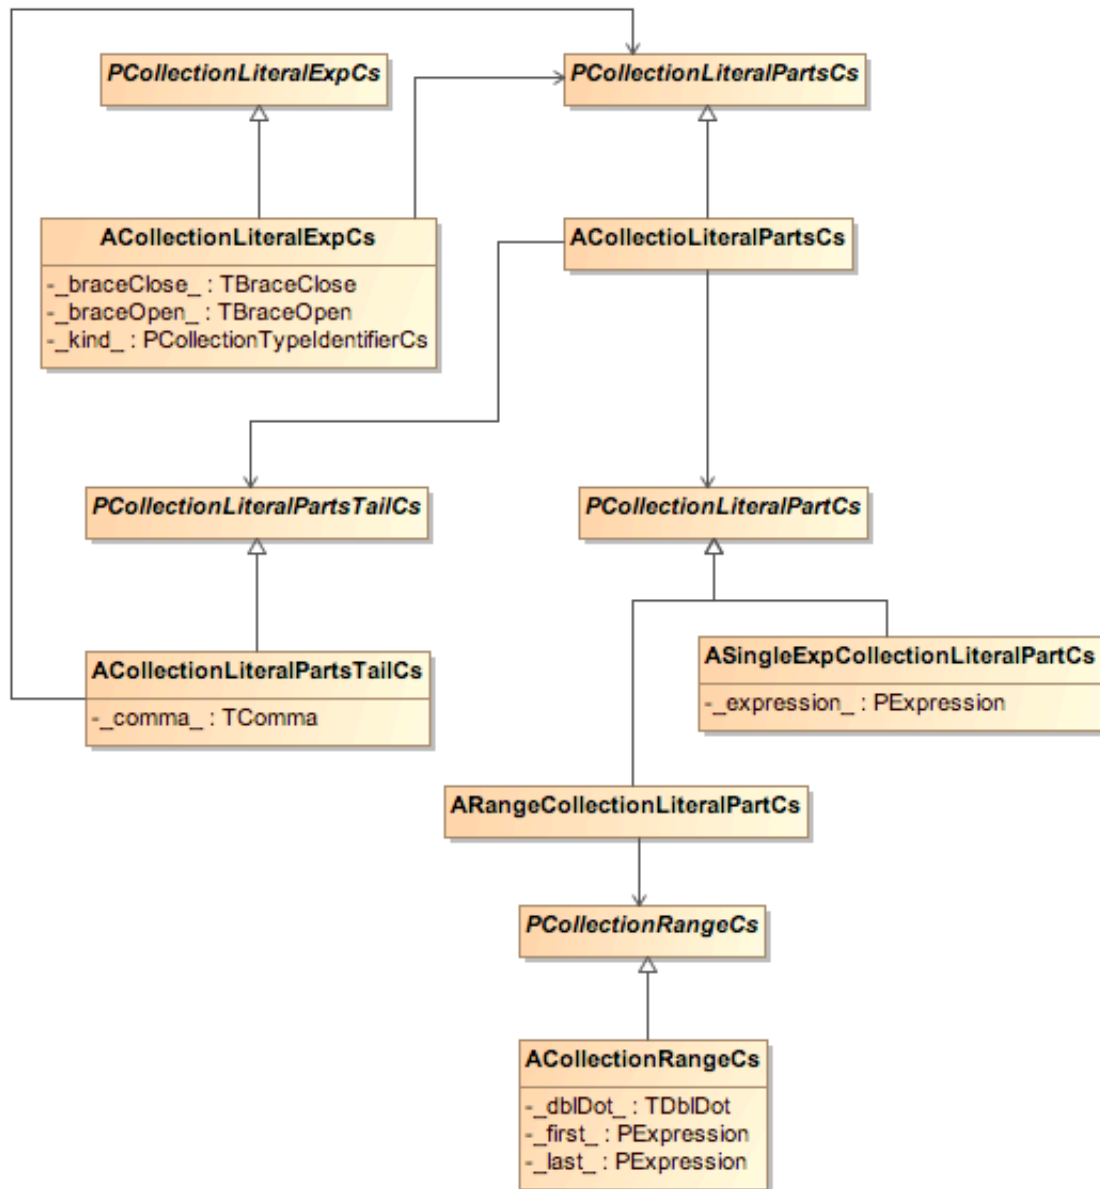 PCollectionLiteralExpCs
PCollectionLiteralPartsCs
ACollectionLiteralExpCs
-_braceClose_ : TBraceClose
-_braceOpen_ : TBraceOpen
-_kind_ : PCollectionTypeIdentifierCs
ACollectioLiteralPartsCs
PCollectionLiteralPartsTailCs
PCollectionLiteralPartCs
ACollectionLiteralPartsTailCs
-_comma_ : TComma
ASingleExpCollectionLiteralPartCs
-_expression_ : PExpression
ARangeCollectionLiteralPartCs
PCollectionRangeCs
ACollectionRangeCs
-_dblDot_ : TDblDot
-_first_ : PExpression
-_last_ : PExpression